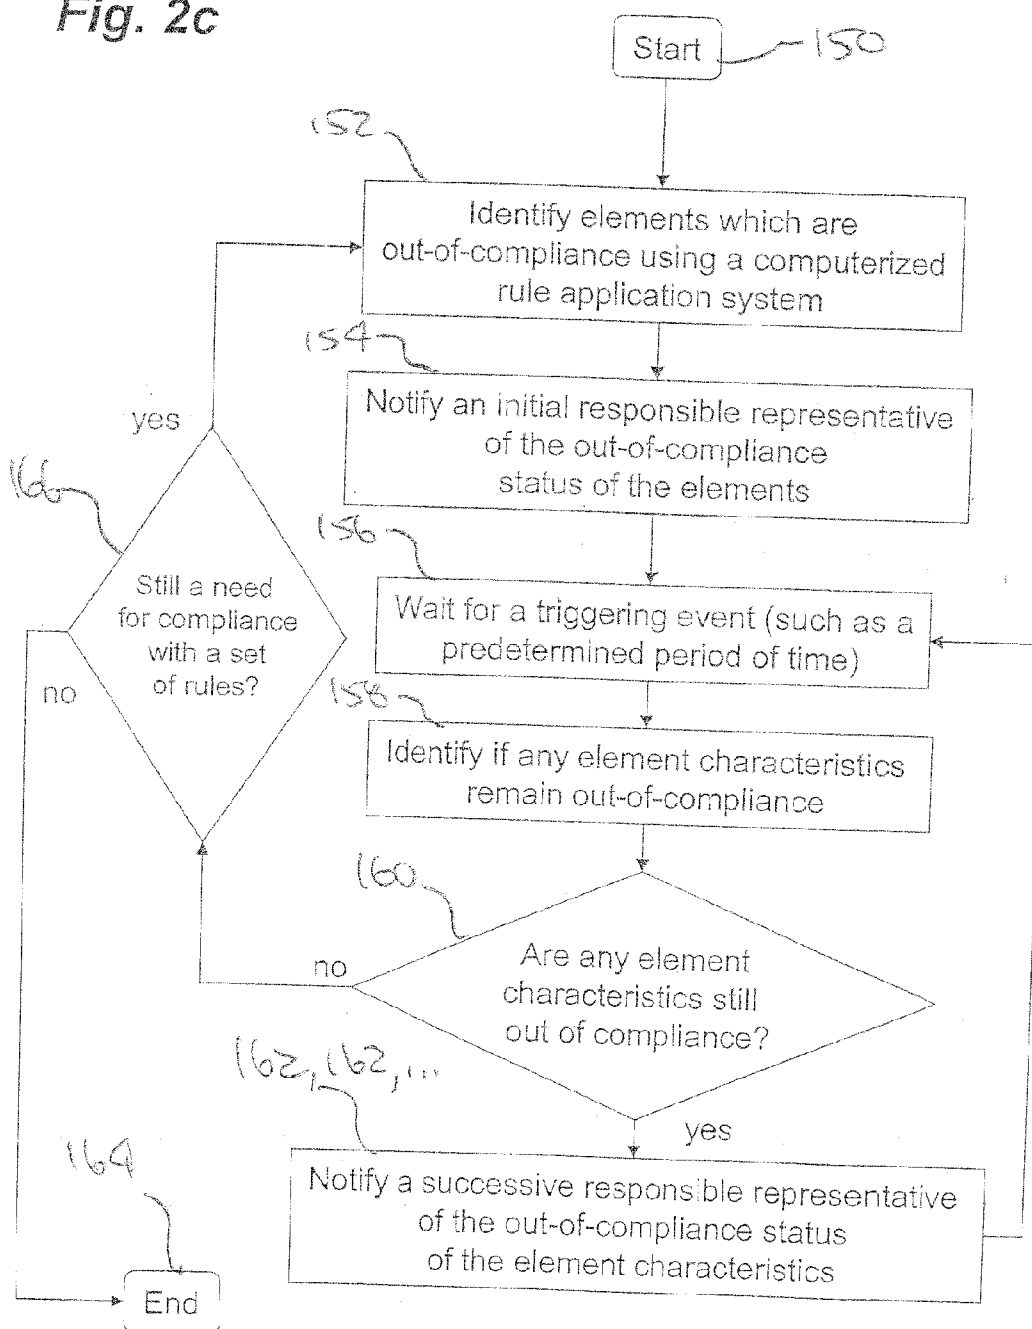 Fig. 2c
Start
150
152
Identify elements which are
out-of-compliance using a computerized
rule application system
154
Notify an initial responsible representative
of the out-of-compliance
status of the elements
yes
166
156
Still a need
for compliance
with a set
of rules?
Wait for a triggering event (such as a
predetermined period of time)
no
158
Identify if any element characteristics
remain out-of-compliance
160
no
Are any element
characteristics still
out of compliance?
162, 162, ...
yes
164
Notify a successive responsible representative
of the out-of-compliance status
of the element characteristics
End